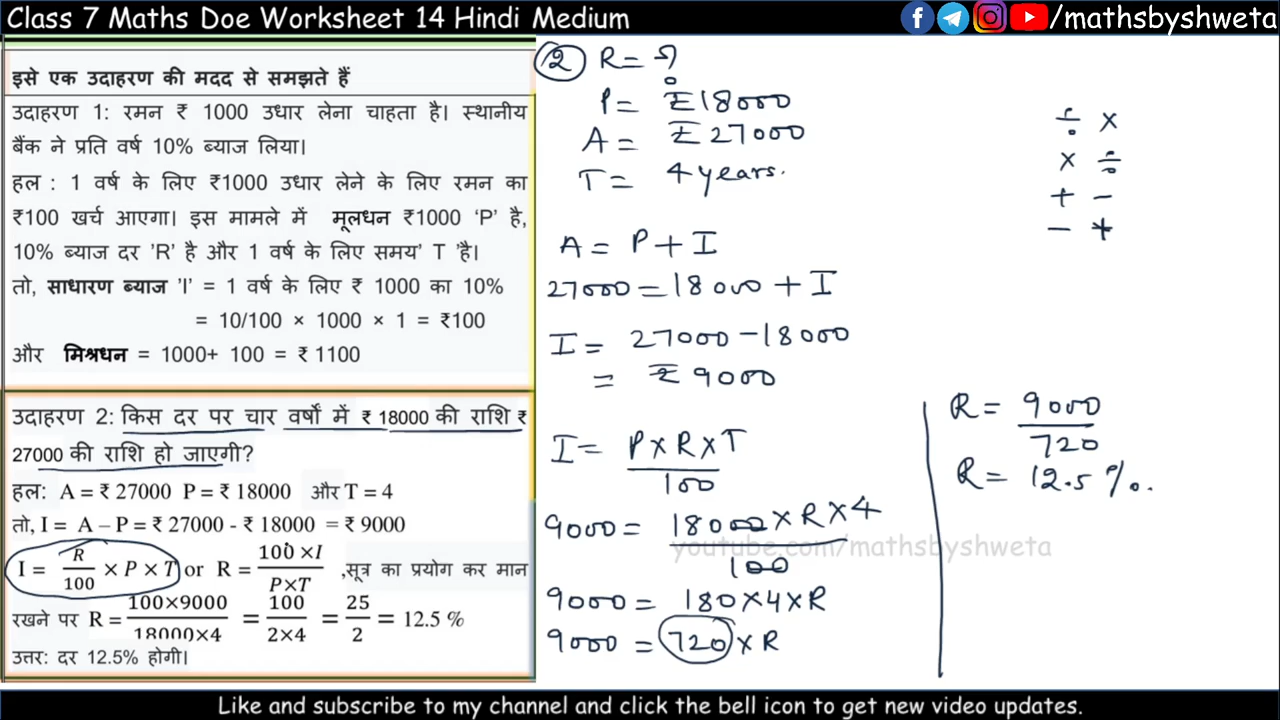 Class 7 Maths Doe Worksheet 14 Hindi Medium
/mathsbyshweta
इसे एक उदाहरण की मदद से समझते हैं
उदाहरण 1: रमन ₹ 1000 उधार लेना चाहता है। स्थानीय
बैंक ने प्रति वर्ष 10% ब्याज लिया।
हल : 1 वर्ष के लिए ₹1000 उधार लेने के लिए रमन का
₹100 खर्च आएगा। इस मामले में मूलधन ₹1000 ‘P’ है,
10% ब्याज दर ’R’ है और 1 वर्ष के लिए समय’ T ’है।
तो, साधारण ब्याज 'I’ = 1 वर्ष के लिए ₹ 1000 का 10%
= 10/100 × 1000 × 1 = ₹100
और मिश्रधन = 1000+ 100 = ₹ 1100
उदाहरण 2: किस दर पर चार वर्षों में ₹ 18000 की राशि ₹
27000 की राशि हो जाएगी?
हल: A = ₹ 27000 P = ₹ 18000 और T = 4
तो, I = A – P = ₹ 27000 - ₹ 18000 = ₹ 9000
I = R/100 × P × T or R = 100 ×I/P×T ,सूत्र का प्रयोग कर मान
रखने पर R = 100×9000/18000×4 = 100/2×4 = 25/2 = 12.5 %
उत्तर: दर 12.5% होगी।
2 R = ?
P = ₹18000
A = ₹27000
T = 4 years.
A = P + I
27000 = 18000 + I
I = 27000 - 18000
= ₹ 9000
I = P×R×T/100
9000 = 18000×R×4/100
9000 = 180×4×R
9000 = 720×R
÷ ×
× ÷
+ -
- +
R = 9000/720
R = 12.5 %.
youtube.com/mathsbyshweta
Like and subscribe to my channel and click the bell icon to get new video updates.